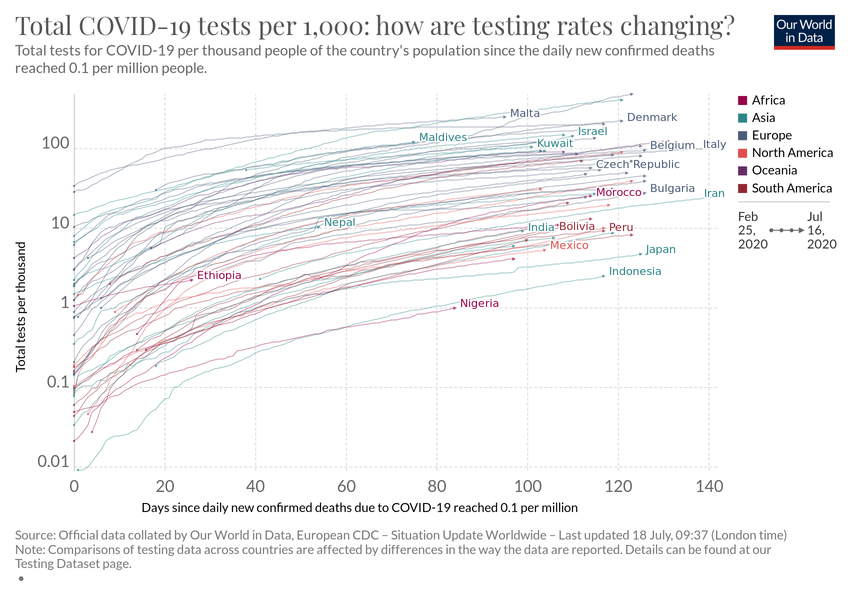 Total COVID-19 tests per 1,000: how are testing rates changing?
Our World
in Data
Total tests for COVID-19 per thousand people of the country's population since the daily new confirmed deaths
reached 0.1 per million people.
Africa
Asia
Europe
North America
Oceania
South America
Feb
25,
2020
Jul
16,
2020
Total tests per thousand
100
10
1
0.1
0.01
Malta
Denmark
Maldives
Israel
Kuwait
Belgium
Italy
Czech Republic
Morocco
Bulgaria
Iran
Nepal
India
Bolivia
Peru
Mexico
Japan
Ethiopia
Indonesia
Nigeria
0
20
40
60
80
100
120
140
Days since daily new confirmed deaths due to COVID-19 reached 0.1 per million
Source: Official data collated by Our World in Data, European CDC – Situation Update Worldwide – Last updated 18 July, 09:37 (London time)
Note: Comparisons of testing data across countries are affected by differences in the way the data are reported. Details can be found at our
Testing Dataset page.